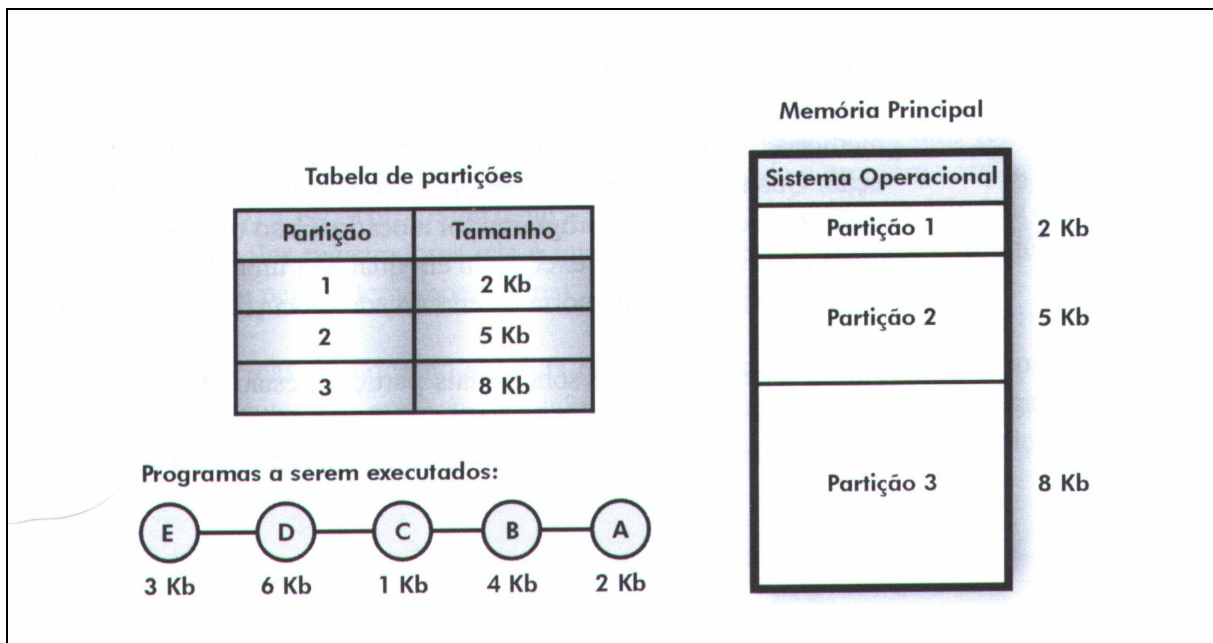 Memória Principal
Sistema Operacional
Partição 1 2 Kb
Partição 2 5 Kb
Partição 3 8 Kb
Tabela de partições
Partição Tamanho
1 2 Kb
2 5 Kb
3 8 Kb
Programas a serem executados:
E D C B A
3 Kb 6 Kb 1 Kb 4 Kb 2 Kb